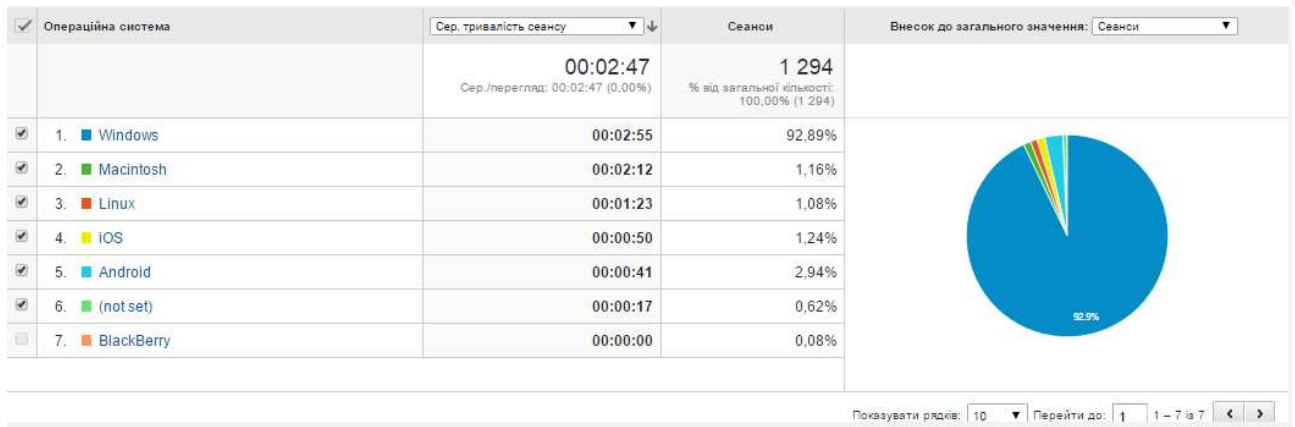 Операційна система Сер. тривалість сеансу Сеанси Внесок до загального значення: Сеанси
00:02:47 1 294
Сер./перегляд: 00:02:47 (0,00%) % від загальної кількості:
100,00% (1 294)
1. Windows 00:02:55 92,89%
2. Macintosh 00:02:12 1,16%
3. Linux 00:01:23 1,08%
4. iOS 00:00:50 1,24%
5. Android 00:00:41 2,94%
6. (not set) 00:00:17 0,62%
92.9%
7. BlackBerry 00:00:00 0,08%
Показувати рядків: 10 Перейти до: 1 1 – 7 із 7